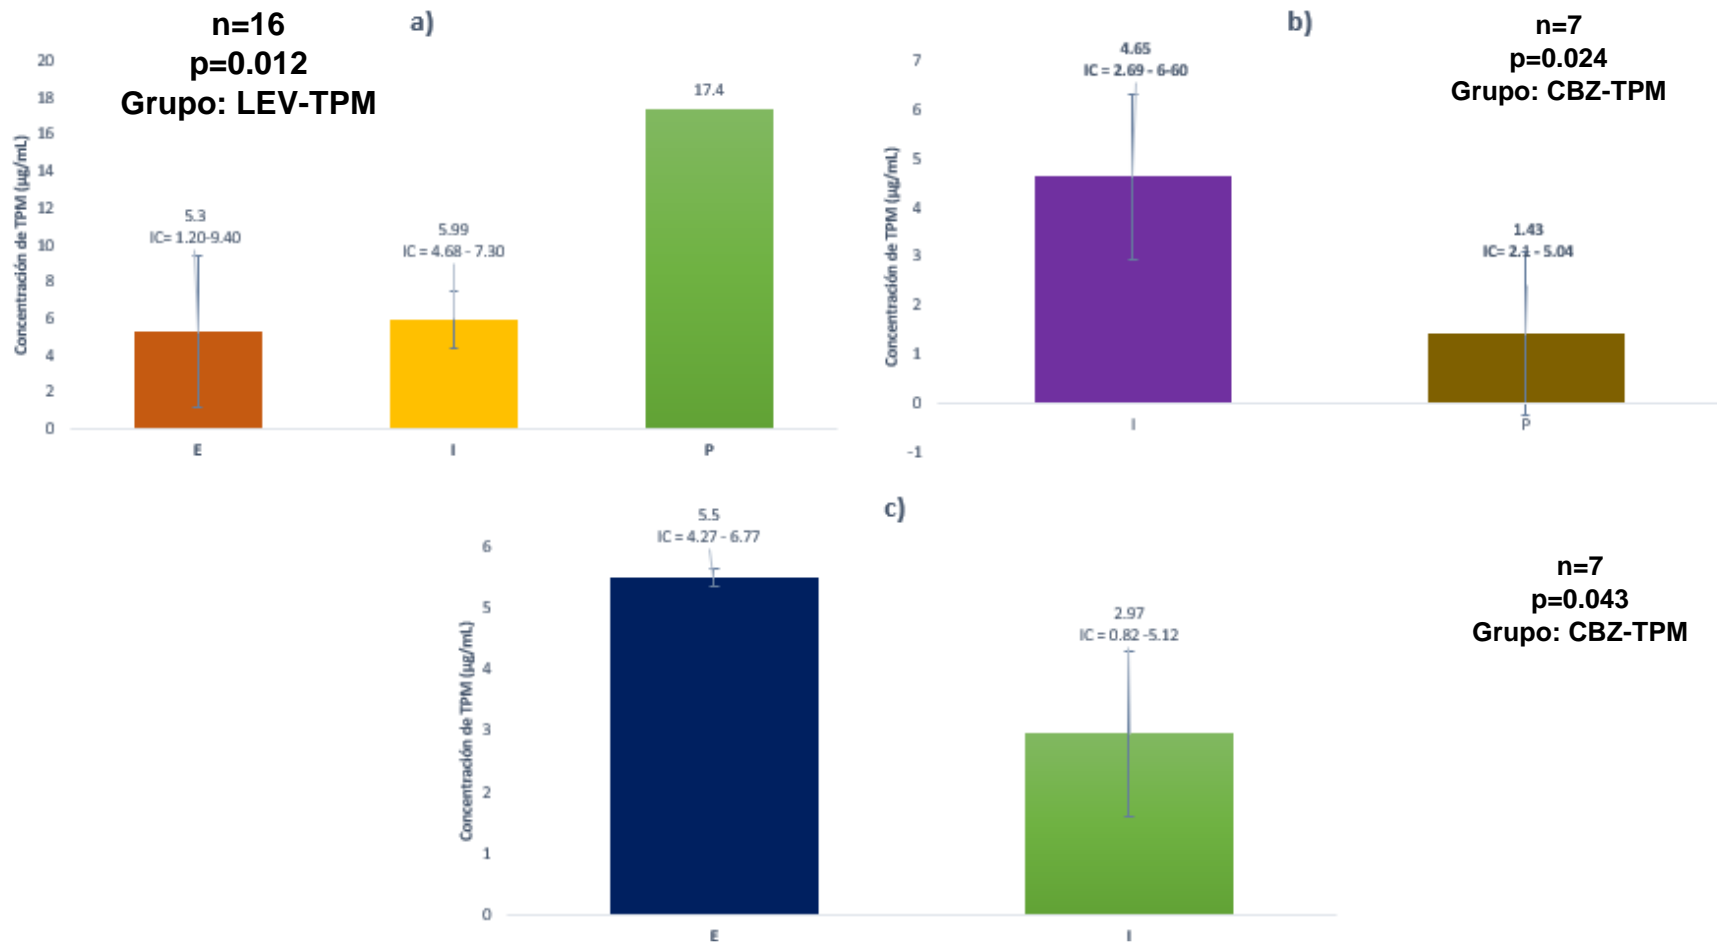 n=16
p=0.012
Grupo: LEV-TPM
a)
Concentración de TPM (µg/mL)
20
18
16
14
12
10
8
6
4
2
0
5.3
IC= 1.20-9.40
5.99
IC = 4.68 - 7.30
17.4
E
I
P
b)
n=7
p=0.024
Grupo: CBZ-TPM
Concentración de TPM (µg/mL)
7
6
5
4
3
2
1
0
-1
4.65
IC = 2.69 - 6-60
1.43
IC= 2.1 - 5.04
I
P
c)
n=7
p=0.043
Grupo: CBZ-TPM
Concentración de TPM (µg/mL)
6
5
4
3
2
1
0
5.5
IC = 4.27 - 6.77
2.97
IC = 0.82 -5.12
E
I